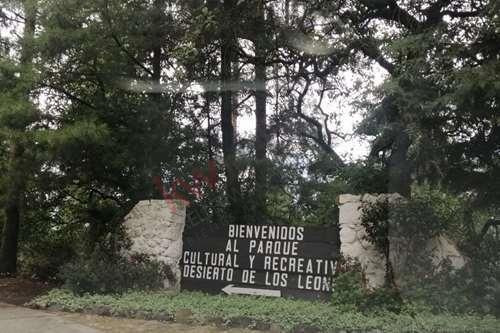 BIENVENIDOS
AL PARQUE
CULTURAL Y RECREATIV
DESIERTO DE LOS LEON